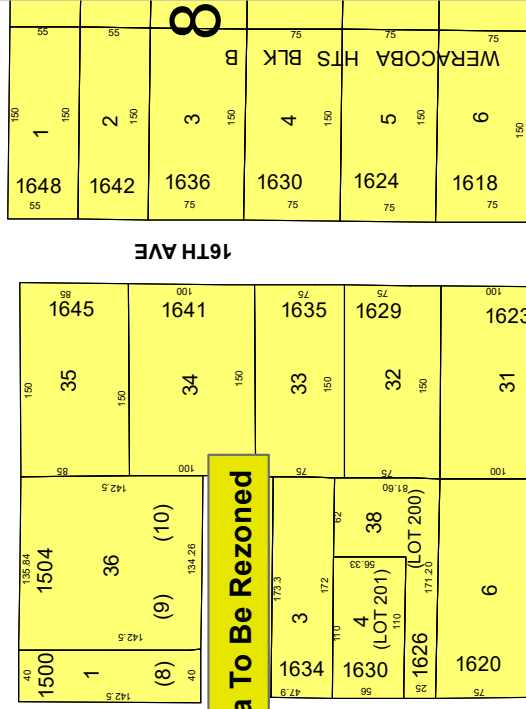 55 55 75 75 75
8
WERACOBA HTS BLK B
150 1 150 2 150 3 150 4 150 5 150 6 150
1648 1642 1636 1630 1624 1618
55 75 75 75 75
16TH AVE
85 100 75 75 100
1645 1641 1635 1629 1623
150 35 150 34 150 33 150 32 150 31
85 100 75 75 100
142.5 81.60
135.84 1504 36 (10) (9) 134.26
142.5
40 1500 1 (8) 40
142.5
a To Be Rezoned
173.3 3 172 1634 47.9
62 38 (LOT 200)
56.33
110 4 (LOT 201) 110 1630 56
171.20 1626 25
6 1620 75